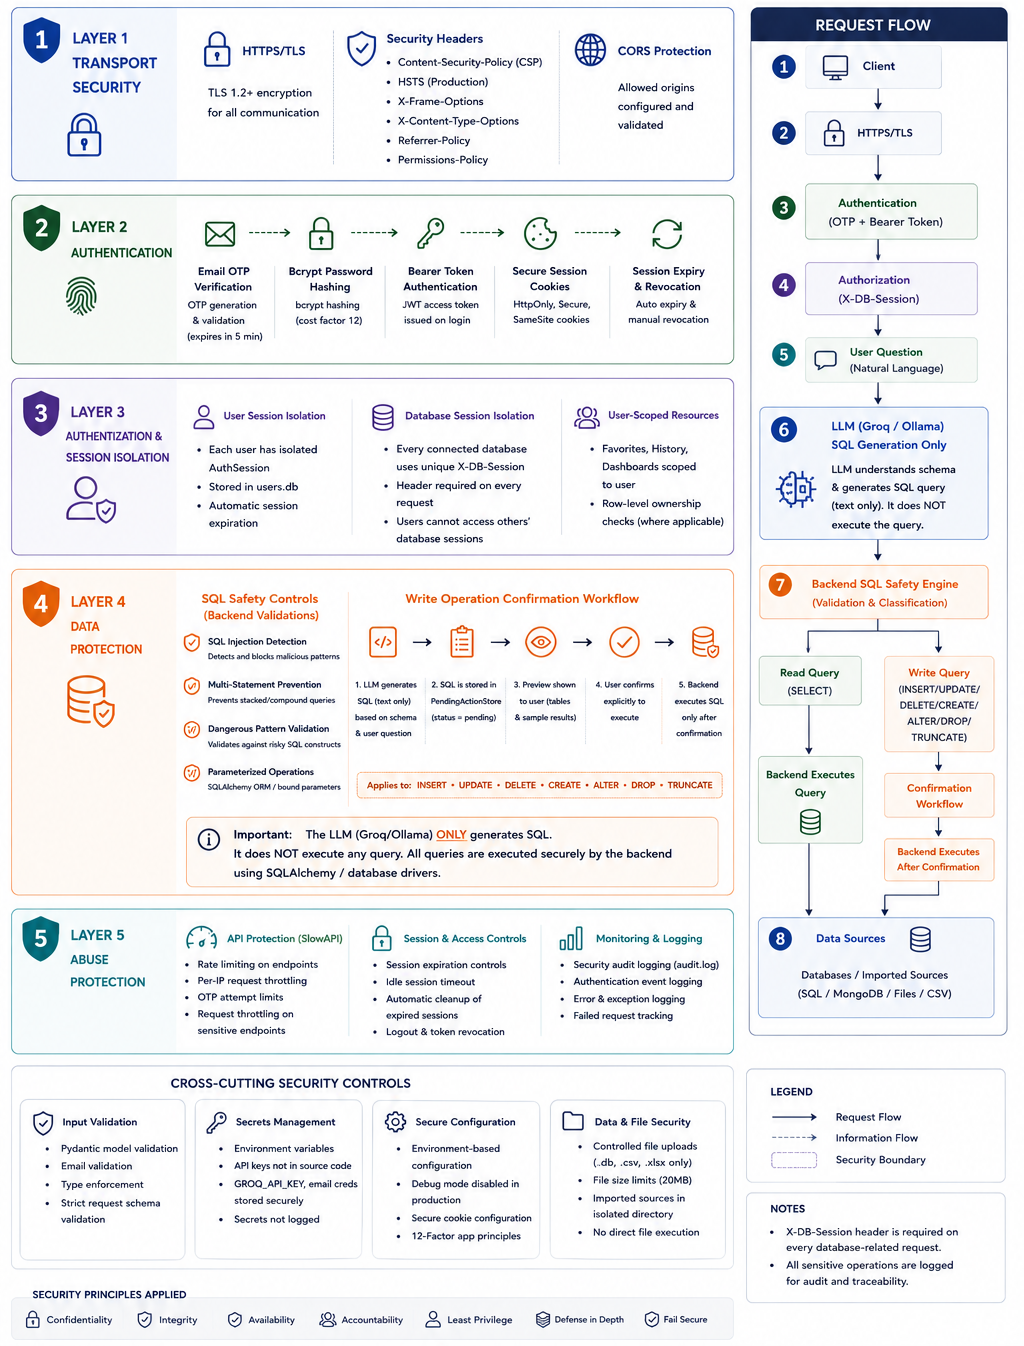 1
LAYER 1
TRANSPORT
SECURITY
HTTPS/TLS
TLS 1.2+ encryption
for all communication
Security Headers
• Content-Security-Policy (CSP)
• HSTS (Production)
• X-Frame-Options
• X-Content-Type-Options
• Referrer-Policy
• Permissions-Policy
CORS Protection
Allowed origins
configured and
validated
2
LAYER 2
AUTHENTICATION
Email OTP
Verification
OTP generation
& validation
(expires in 5 min)
Bcrypt Password
Hashing
bcrypt hashing
(cost factor 12)
Bearer Token
Authentication
JWT access token
issued on login
Secure Session
Cookies
HttpOnly, Secure,
SameSite cookies
Session Expiry
& Revocation
Auto expiry &
manual revocation
3
LAYER 3
AUTHENTIZATION &
SESSION ISOLATION
User Session Isolation
• Each user has isolated
AuthSession
• Stored in users.db
• Automatic session
expiration
Database Session Isolation
• Every connected database
uses unique X-DB-Session
• Header required on every
request
• Users cannot access others'
database sessions
User-Scoped Resources
• Favorites, History,
Dashboards scoped
to user
• Row-level ownership
checks (where applicable)
4
LAYER 4
DATA
PROTECTION
SQL Safety Controls
(Backend Validations)
SQL Injection Detection
Detects and blocks malicious patterns
Multi-Statement Prevention
Prevents stacked/compound queries
Dangerous Pattern Validation
Validates against risky SQL constructs
Parameterized Operations
SQLAlchemy ORM / bound parameters
Write Operation Confirmation Workflow
</>
1. LLM generates
SQL (text only)
based on schema
& user question
2. SQL is stored in
PendingActionStore
(status = pending)
3. Preview shown
to user (tables
& sample results)
4. User confirms
explicitly to
execute
5. Backend
executes SQL
only after
confirmation
Applies to: INSERT • UPDATE • DELETE • CREATE • ALTER • DROP • TRUNCATE
Important: The LLM (Groq/Ollama) ONLY generates SQL.
It does NOT execute any query. All queries are executed securely by the backend
using SQLAlchemy / database drivers.
5
LAYER 5
ABUSE
PROTECTION
API Protection (SlowAPI)
• Rate limiting on endpoints
• Per-IP request throttling
• OTP attempt limits
• Request throttling on
sensitive endpoints
Session & Access Controls
• Session expiration controls
• Idle session timeout
• Automatic cleanup of
expired sessions
• Logout & token revocation
Monitoring & Logging
• Security audit logging (audit.log)
• Authentication event logging
• Error & exception logging
• Failed request tracking
CROSS-CUTTING SECURITY CONTROLS
Input Validation
• Pydantic model validation
• Email validation
• Type enforcement
• Strict request schema
validation
Secrets Management
• Environment variables
• API keys not in source code
• GROQ_API_KEY, email creds
stored securely
• Secrets not logged
Secure Configuration
• Environment-based
configuration
• Debug mode disabled in
production
• Secure cookie configuration
• 12-Factor app principles
Data & File Security
• Controlled file uploads
(.db, .csv, .xlsx only)
• File size limits (20MB)
• Imported sources in
isolated directory
• No direct file execution
SECURITY PRINCIPLES APPLIED
Confidentiality
Integrity
Availability
Accountability
Least Privilege
Defense in Depth
Fail Secure
REQUEST FLOW
1
Client
2
HTTPS/TLS
3
Authentication
(OTP + Bearer Token)
4
Authorization
(X-DB-Session)
5
User Question
(Natural Language)
6
LLM (Groq / Ollama)
SQL Generation Only
LLM understands schema
& generates SQL query
(text only). It does NOT
execute the query.
7
Backend SQL Safety Engine
(Validation & Classification)
Read Query
(SELECT)
Write Query
(INSERT/UPDATE/
DELETE/CREATE/
ALTER/DROP/
TRUNCATE)
Backend Executes
Query
Confirmation
Workflow
Backend Executes
After Confirmation
8
Data Sources
Databases / Imported Sources
(SQL / MongoDB / Files / CSV)
LEGEND
Request Flow
Information Flow
Security Boundary
NOTES
• X-DB-Session header is required on
every database-related request.
• All sensitive operations are logged
for audit and traceability.